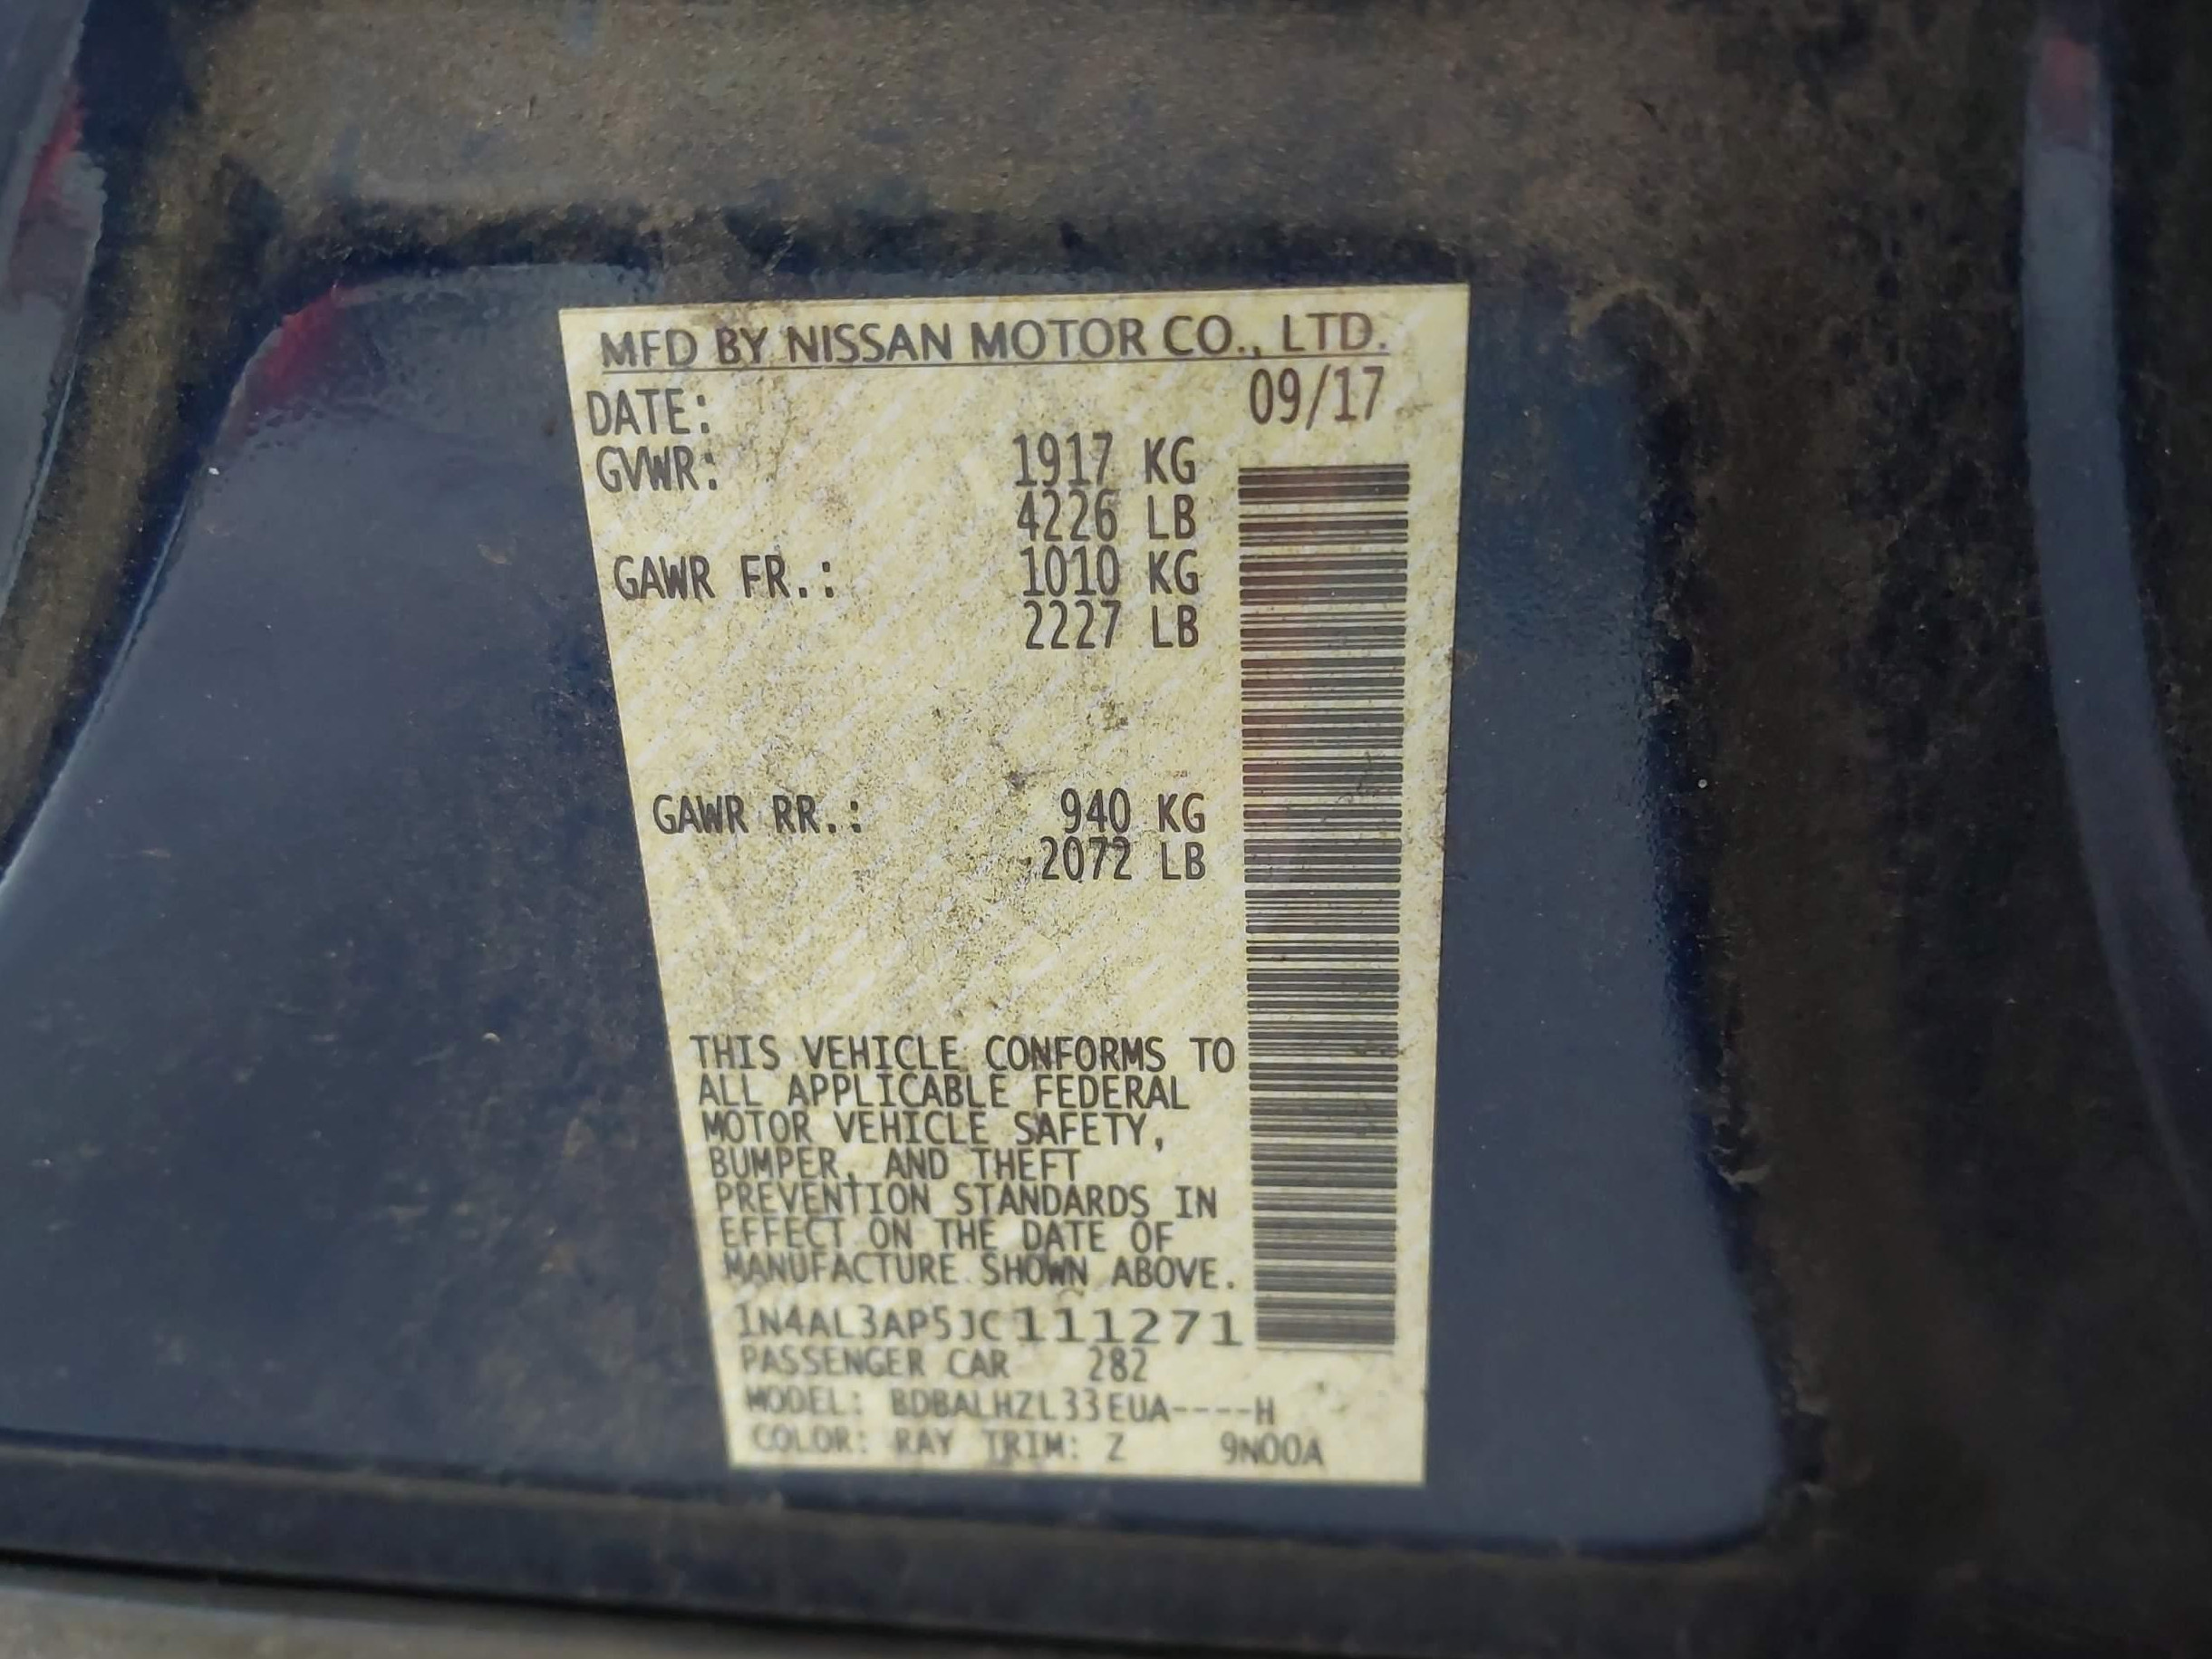 MFD BY NISSAN MOTOR CO., LTD.
DATE: 09/17
GVWR: 1917 KG
4226 LB
GAWR FR.: 1010 KG
2227 LB
GAWR RR.: 940 KG
2072 LB
THIS VEHICLE CONFORMS TO
ALL APPLICABLE FEDERAL
MOTOR VEHICLE SAFETY,
BUMPER, AND THEFT
PREVENTION STANDARDS IN
EFFECT ON THE DATE OF
MANUFACTURE SHOWN ABOVE.
1N4AL3AP5JC111271
PASSENGER CAR 282
MODEL: BDBALHZL33EUA----H
COLOR: RAY TRIM: Z 9N00A